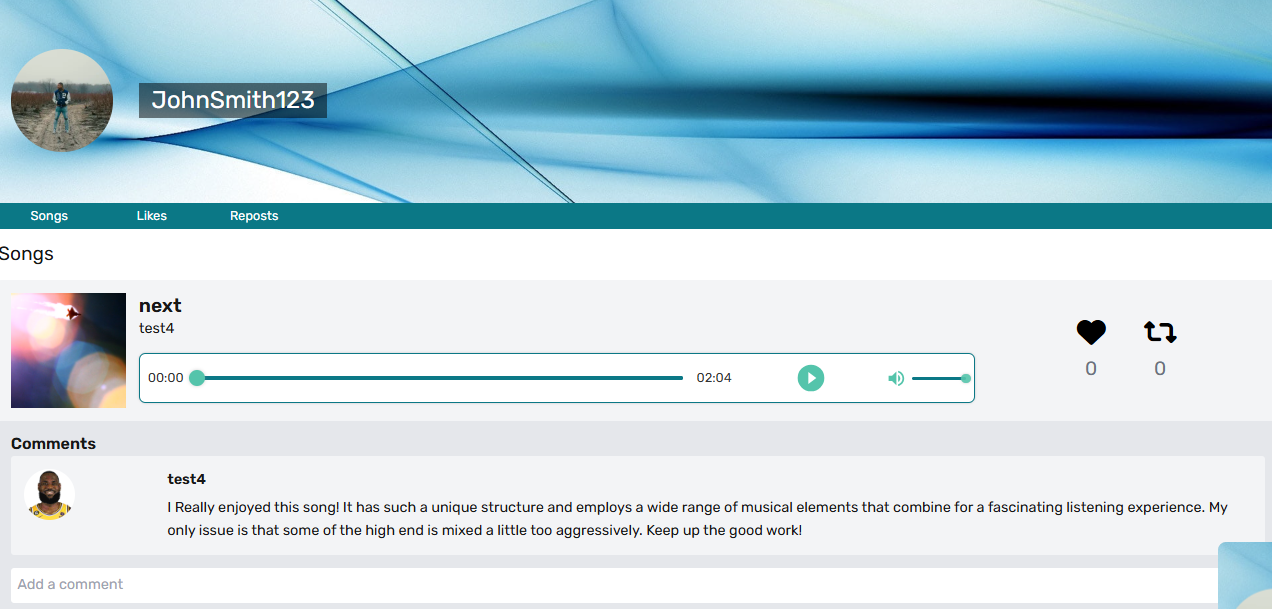 JohnSmith123
Songs
Likes
Reposts
Songs
next
test4
00:00
02:04
0
0
Comments
test4
I Really enjoyed this song! It has such a unique structure and employs a wide range of musical elements that combine for a fascinating listening experience. My
only issue is that some of the high end is mixed a little too aggressively. Keep up the good work!
Add a comment